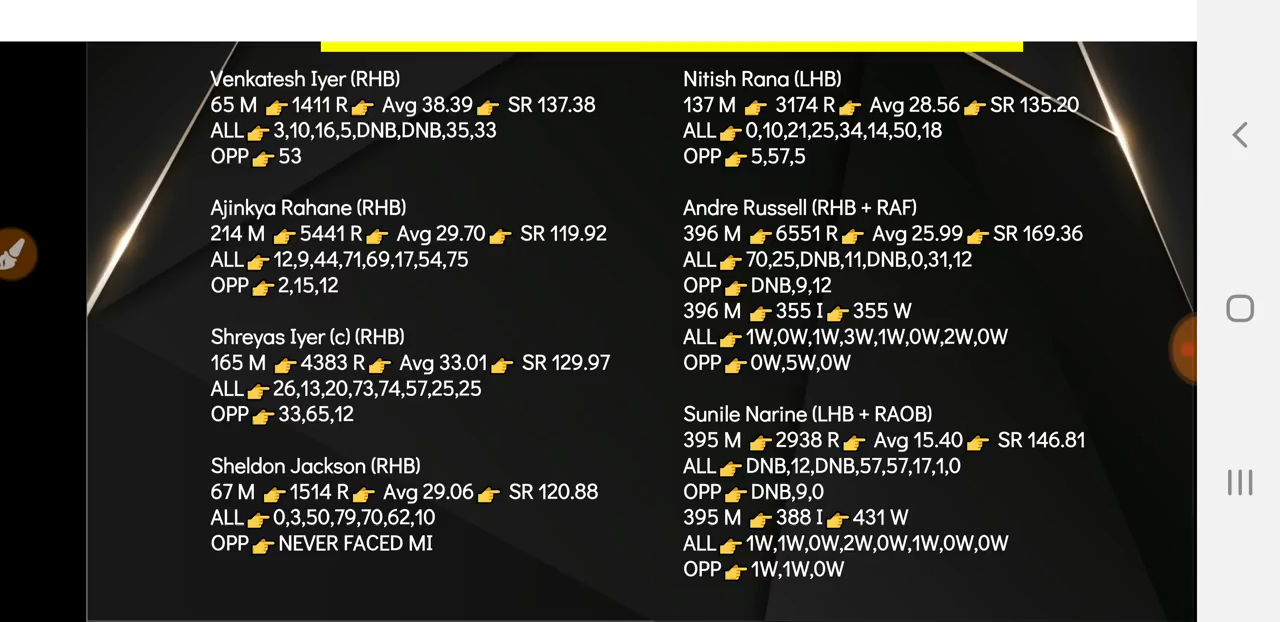 Venkatesh Iyer (RHB)
65 M 👉 1411 R👉 Avg 38.39👉 SR 137.38
ALL👉3,10,16,5,DNB,DNB,35,33
OPP👉 53
Ajinkya Rahane (RHB)
214 M 👉5441 R👉 Avg 29.70👉 SR 119.92
ALL👉12,9,44,71,69,17,54,75
OPP👉2,15,12
Shreyas Iyer (c) (RHB)
165 M 👉4383 R👉 Avg 33.01👉 SR 129.97
ALL👉26,13,20,73,74,57,25,25
OPP👉33,65,12
Sheldon Jackson (RHB)
67 M 👉1514 R👉 Avg 29.06👉 SR 120.88
ALL👉0,3,50,79,70,62,10
OPP👉NEVER FACED MI
Nitish Rana (LHB)
137 M 👉 3174 R👉 Avg 28.56👉SR 135.20
ALL👉0,10,21,25,34,14,50,18
OPP👉5,57,5
Andre Russell (RHB + RAF)
396 M 👉6551 R👉 Avg 25.99👉SR 169.36
ALL👉70,25,DNB,11,DNB,0,31,12
OPP👉DNB,9,12
396 M 👉355 I👉355 W
ALL👉1W,0W,1W,3W,1W,0W,2W,0W
OPP👉0W,5W,0W
Sunile Narine (LHB + RAOB)
395 M 👉2938 R👉 Avg 15.40👉 SR 146.81
ALL👉DNB,12,DNB,57,57,17,1,0
OPP👉DNB,9,0
395 M 👉388 I👉431 W
ALL👉1W,1W,0W,2W,0W,1W,0W,0W
OPP👉1W,1W,0W